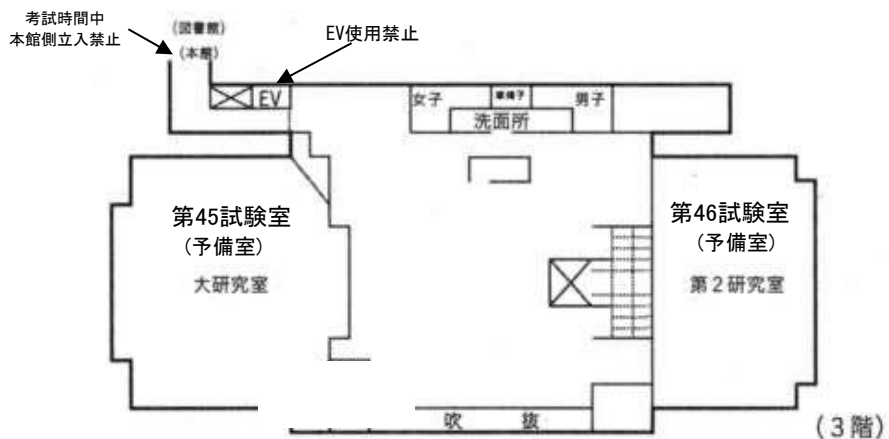 考試時間中
本館側立入禁止
(図書館)
(本館)
EV使用禁止
EV
女子
車椅子
男子
洗面所
第45試験室
(予備室)
大研究室
第46試験室
(予備室)
第2研究室
吹 抜
(3階)